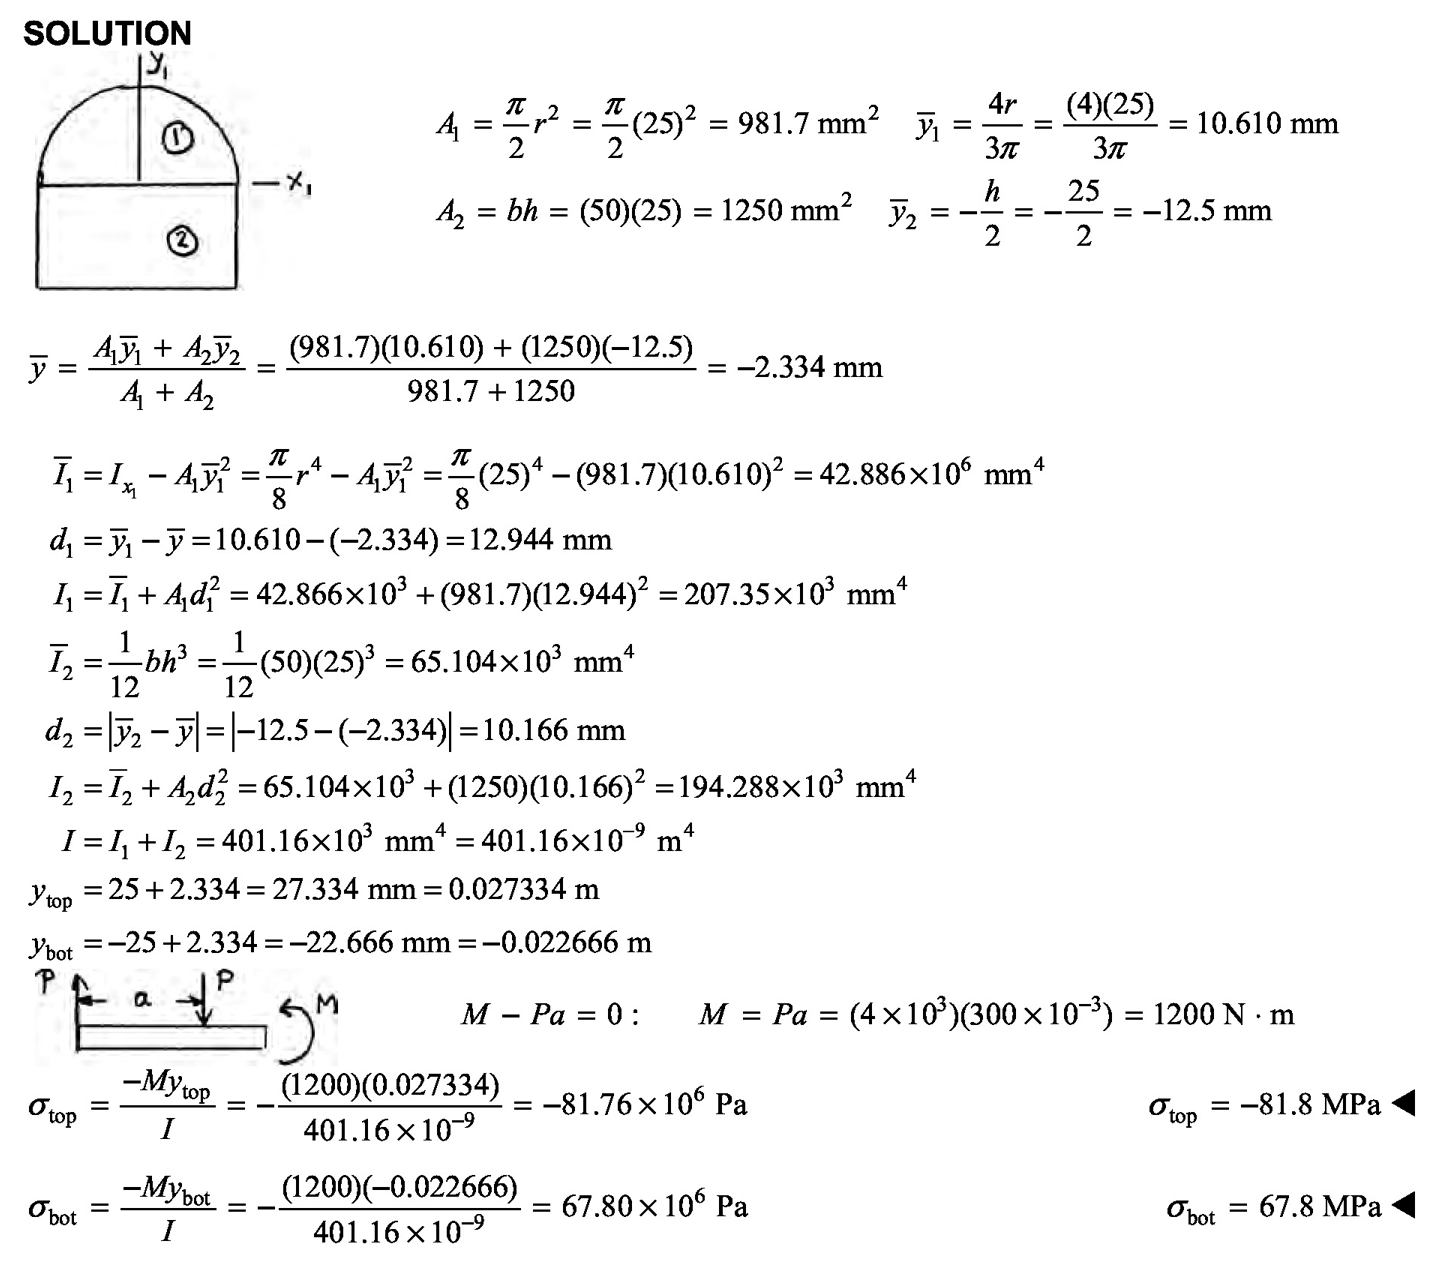 SOLUTION
y₁
①
x₁
②
A₁ = π/2 r² = π/2 (25)² = 981.7 mm² ȳ₁ = 4r/3π = (4)(25)/3π = 10.610 mm
A₂ = bh = (50)(25) = 1250 mm² ȳ₂ = −h/2 = −25/2 = −12.5 mm
ȳ = (A₁ȳ₁ + A₂ȳ₂)/(A₁ + A₂) = ((981.7)(10.610) + (1250)(−12.5))/(981.7 + 1250) = −2.334 mm
Ī₁ = Iₓ₁ − A₁ȳ₁² = π/8 r⁴ − A₁ȳ₁² = π/8 (25)⁴ − (981.7)(10.610)² = 42.886×10⁶ mm⁴
d₁ = ȳ₁ − ȳ = 10.610 − (−2.334) = 12.944 mm
I₁ = Ī₁ + A₁d₁² = 42.866×10³ + (981.7)(12.944)² = 207.35×10³ mm⁴
Ī₂ = 1/12 bh³ = 1/12 (50)(25)³ = 65.104×10³ mm⁴
d₂ = |ȳ₂ − ȳ| = |−12.5 − (−2.334)| = 10.166 mm
I₂ = Ī₂ + A₂d₂² = 65.104×10³ + (1250)(10.166)² = 194.288×10³ mm⁴
I = I₁ + I₂ = 401.16×10³ mm⁴ = 401.16×10⁻⁹ m⁴
y_top = 25 + 2.334 = 27.334 mm = 0.027334 m
y_bot = −25 + 2.334 = −22.666 mm = −0.022666 m
P a P M
M − Pa = 0 : M = Pa = (4×10³)(300×10⁻³) = 1200 N · m
σ_top = −My_top/I = −(1200)(0.027334)/(401.16×10⁻⁹) = −81.76×10⁶ Pa σ_top = −81.8 MPa ◀
σ_bot = −My_bot/I = −(1200)(−0.022666)/(401.16×10⁻⁹) = 67.80×10⁶ Pa σ_bot = 67.8 MPa ◀